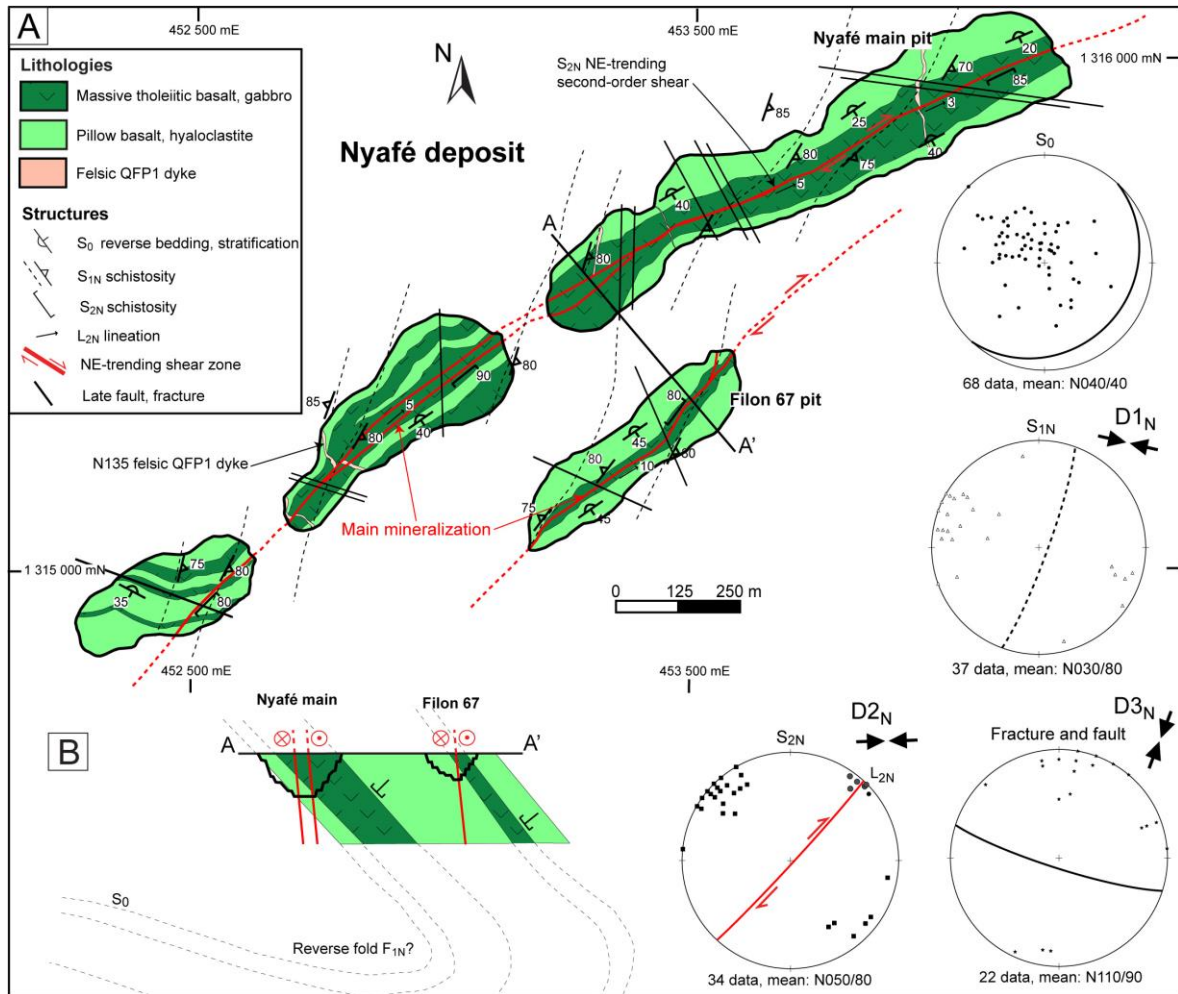 A
452 500 mE
453 500 mE
Lithologies
Massive tholeiitic basalt, gabbro
Pillow basalt, hyaloclastite
Felsic QFP1 dyke
Structures
S0 reverse bedding, stratification
S1N schistosity
S2N schistosity
L2N lineation
NE-trending shear zone
Late fault, fracture
N
Nyafé deposit
S2N NE-trending
second-order shear
Nyafé main pit
1 316 000 mN
20
70
85
3
25
85
40
80
75
5
40
A
80
S0
68 data, mean: N040/40
90
80
85
5
80
40
N135 felsic QFP1 dyke
Main mineralization
Filon 67 pit
80
A'
45
80
10
80
75
45
S1N
D1N
37 data, mean: N030/80
1 315 000 mN
75
80
35
80
0 125 250 m
452 500 mE
453 500 mE
B
Nyafé main
Filon 67
A
A'
S0
Reverse fold F1N?
S2N
D2N
L2N
34 data, mean: N050/80
D3N
Fracture and fault
22 data, mean: N110/90